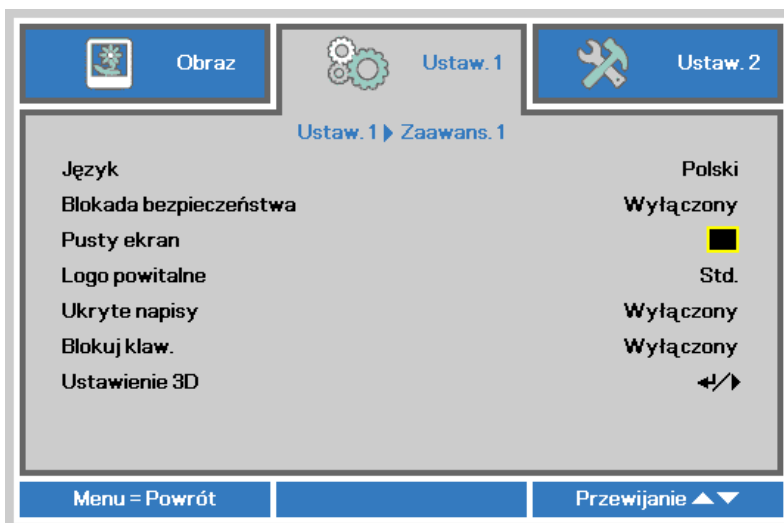 Obraz
Ustaw. 1
Ustaw. 2
Ustaw. 1 Zaawans. 1
Język Polski
Blokada bezpieczeństwa Wyłączony
Pusty ekran
Logo powitalne Std.
Ukryte napisy Wyłączony
Blokuj klaw. Wyłączony
Ustawienie 3D
Menu = Powrót
Przewijanie